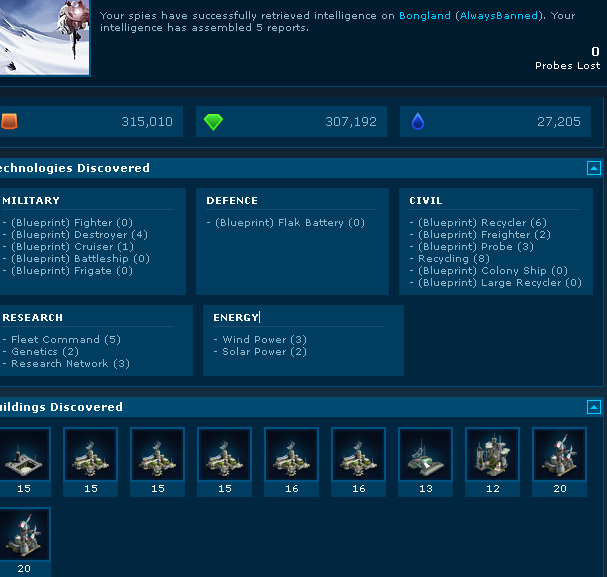 Your spies have successfully retrieved intelligence on Bongland (AlwaysBanned). Your
intelligence has assembled 5 reports.
0
Probes Lost
315,010
307,192
27,205
echnologies Discovered
MILITARY
- (Blueprint) Fighter (0)
- (Blueprint) Destroyer (4)
- (Blueprint) Cruiser (1)
- (Blueprint) Battleship (0)
- (Blueprint) Frigate (0)
DEFENCE
- (Blueprint) Flak Battery (0)
CIVIL
- (Blueprint) Recycler (6)
- (Blueprint) Freighter (2)
- (Blueprint) Probe (3)
- Recycling (8)
- (Blueprint) Colony Ship (0)
- (Blueprint) Large Recycler (0)
RESEARCH
- Fleet Command (5)
- Genetics (2)
- Research Network (3)
ENERGY
- Wind Power (3)
- Solar Power (2)
uildings Discovered
15 15 15 15 16 16 13 12 20
20